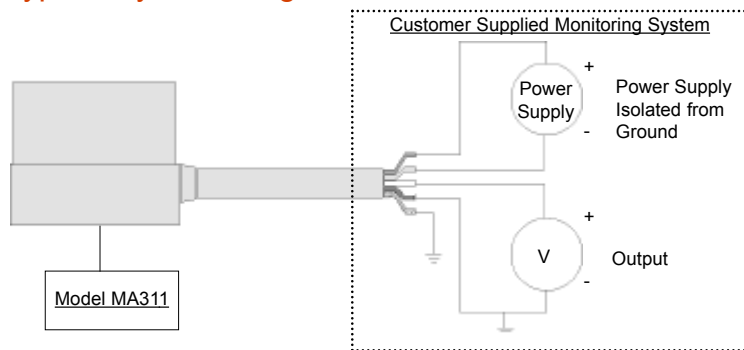 Customer Supplied Monitoring System
+
Power
Supply
Power Supply
Isolated from
Ground
-
+
V
Output
-
Model MA311